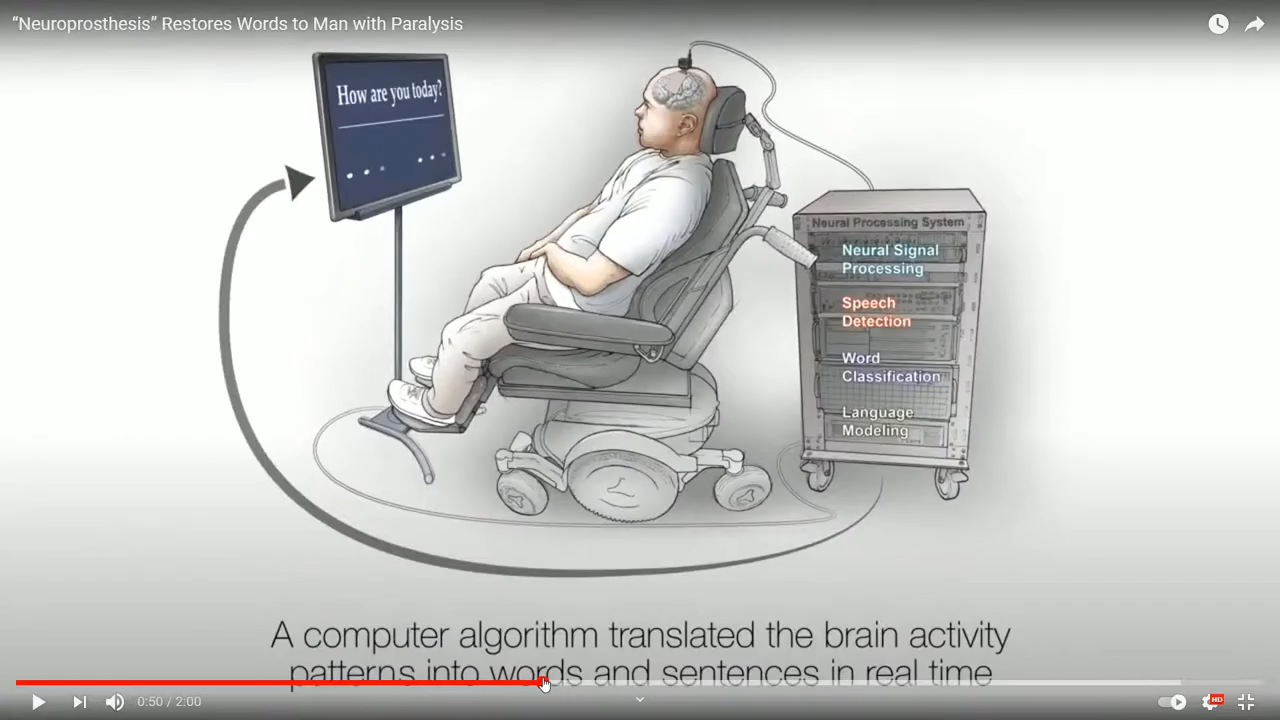 “Neuroprosthesis” Restores Words to Man with Paralysis
How are you today?
Neural Processing System
Neural Signal
Processing
Speech
Detection
Word
Classification
Language
Modeling
A computer algorithm translated the brain activity
patterns into words and sentences in real time
0:50 / 2:00
HD